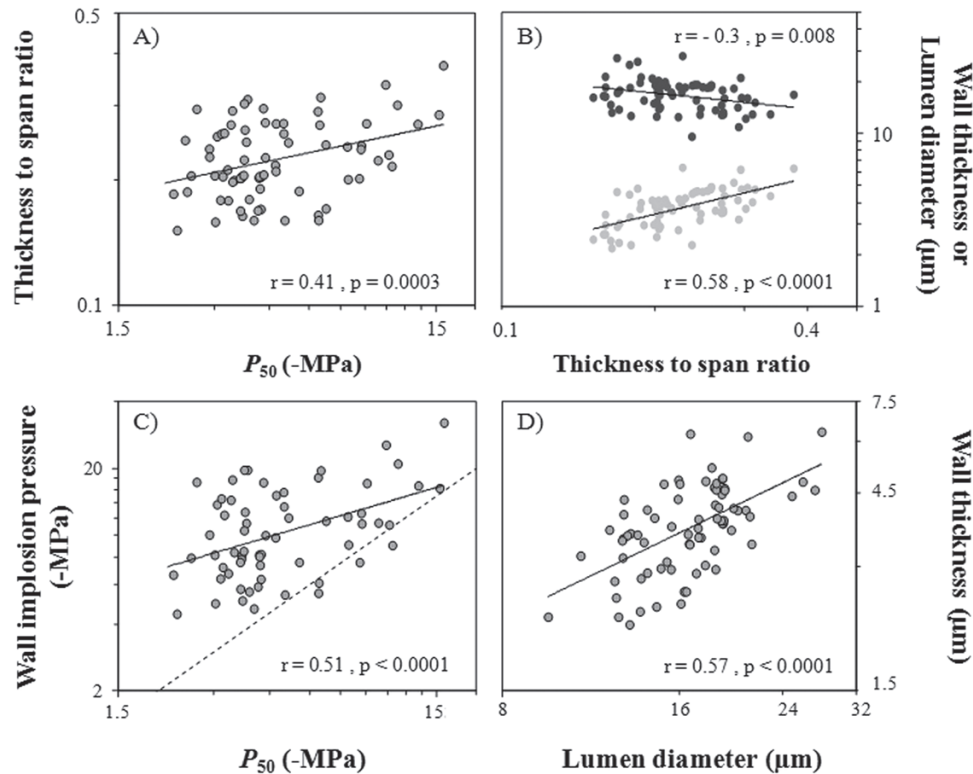 0.5
A)
Thickness to span ratio
r = 0.41 , p = 0.0003
0.1
1.5
15
P50 (-MPa)
B)
r = - 0.3 , p = 0.008
10
Wall thickness or
Lumen diameter (µm)
r = 0.58 , p < 0.0001
1
0.1
0.4
Thickness to span ratio
C)
20
Wall implosion pressure
(-MPa)
r = 0.51 , p < 0.0001
2
1.5
15
P50 (-MPa)
D)
7.5
4.5
Wall thickness
(µm)
r = 0.57 , p < 0.0001
1.5
8
16
24
32
Lumen diameter (µm)